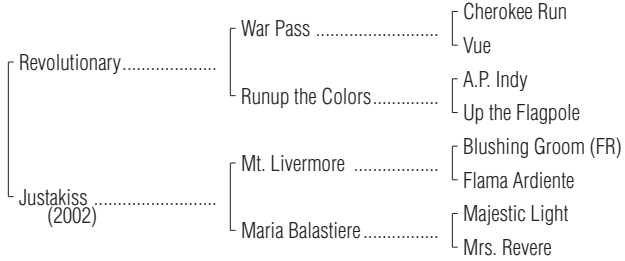 Cherokee Run
War Pass ..........................
Vue
Revolutionary....................
A.P. Indy
Runup the Colors..............
Up the Flagpole
Blushing Groom (FR)
Mt. Livermore ..................
Flama Ardiente
Justakiss ..........................
(2002)
Majestic Light
Maria Balastiere................
Mrs. Revere